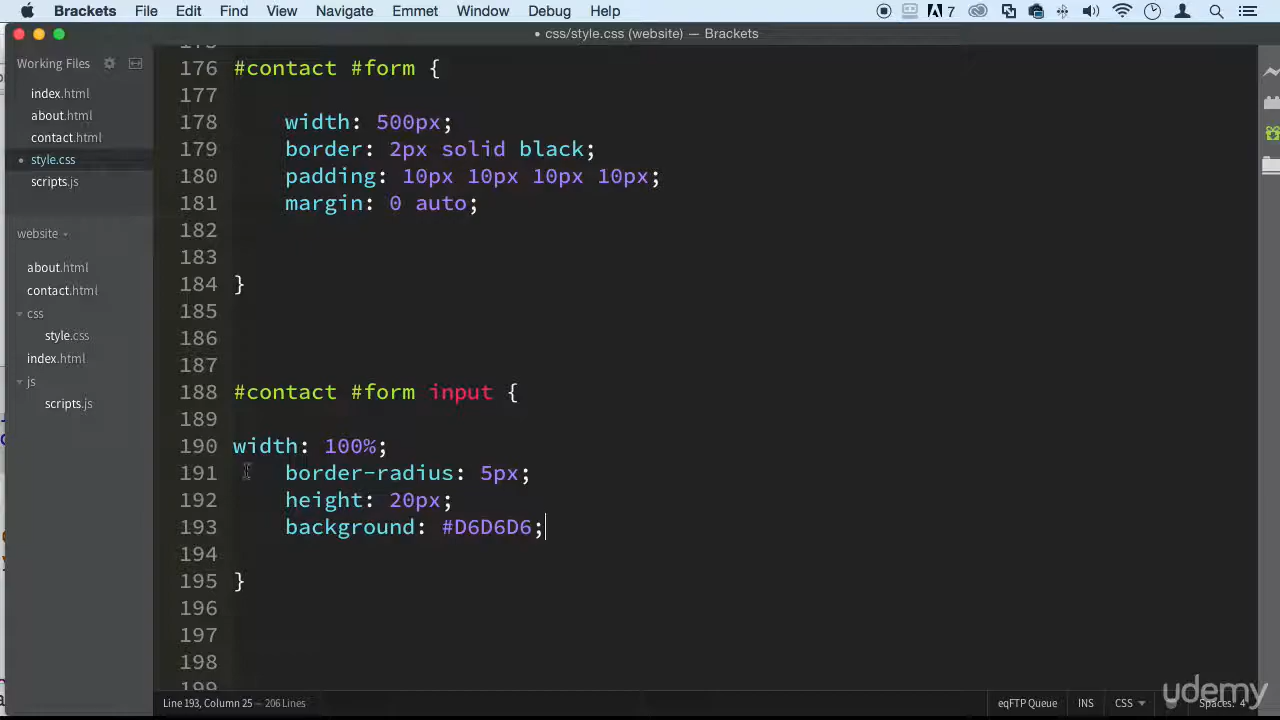 Brackets File Edit Find View Navigate Emmet Window Debug Help 7
css/style.css (website) — Brackets
Working Files
index.html
about.html
contact.html
style.css
scripts.js
website
about.html
contact.html
css
style.css
index.html
js
scripts.js
176 #contact #form {
177
178 width: 500px;
179 border: 2px solid black;
180 padding: 10px 10px 10px 10px;
181 margin: 0 auto;
182
183
184 }
185
186
187
188 #contact #form input {
189
190 width: 100%;
191 border-radius: 5px;
192 height: 20px;
193 background: #D6D6D6;
194
195 }
196
197
198
199
Line 193, Column 25 — 206 Lines
eqFTP Queue INS CSS Spaces: 4
udemy